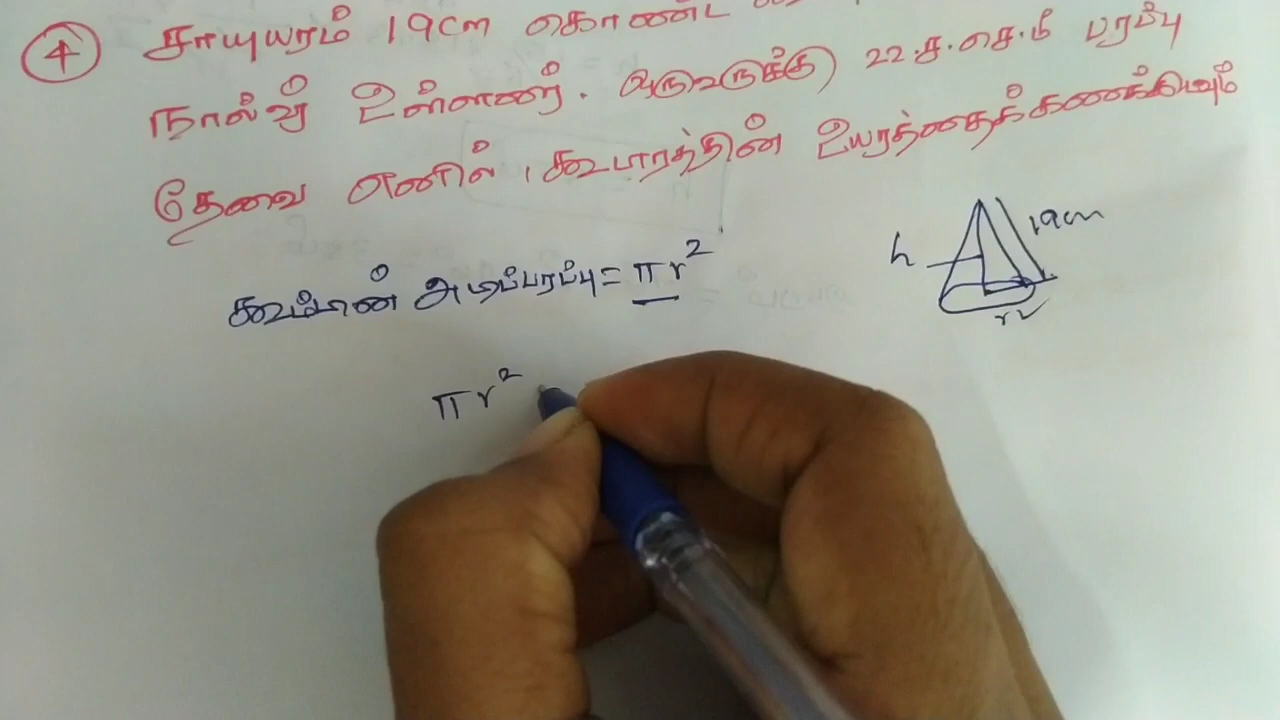 4 சாயுயரம் 19cm கொண்ட
நால்வர் உள்ளனர். ஒருவருக்கு 22.ச.செ.மீ பரப்பு
தேவை எனில், கூடாரத்தின் உயரத்தைக்கணக்கிடவும்
கூம்பின் அடிப்பரப்பு = πr²
h 19cm
r
πr²